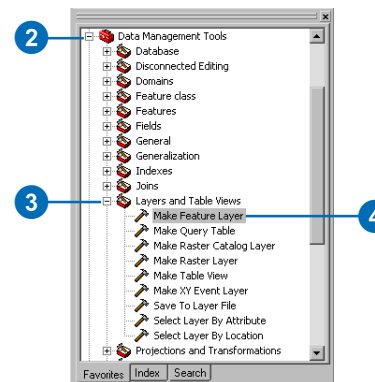 2
Data Management Tools
Database
Disconnected Editing
Domains
Feature class
Features
Fields
General
Generalization
Indexes
Joins
3
Layers and Table Views
Make Feature Layer
4
Make Query Table
Make Raster Catalog Layer
Make Raster Layer
Make Table View
Make XY Event Layer
Save To Layer File
Select Layer By Attribute
Select Layer By Location
Projections and Transformations
Favorites Index Search